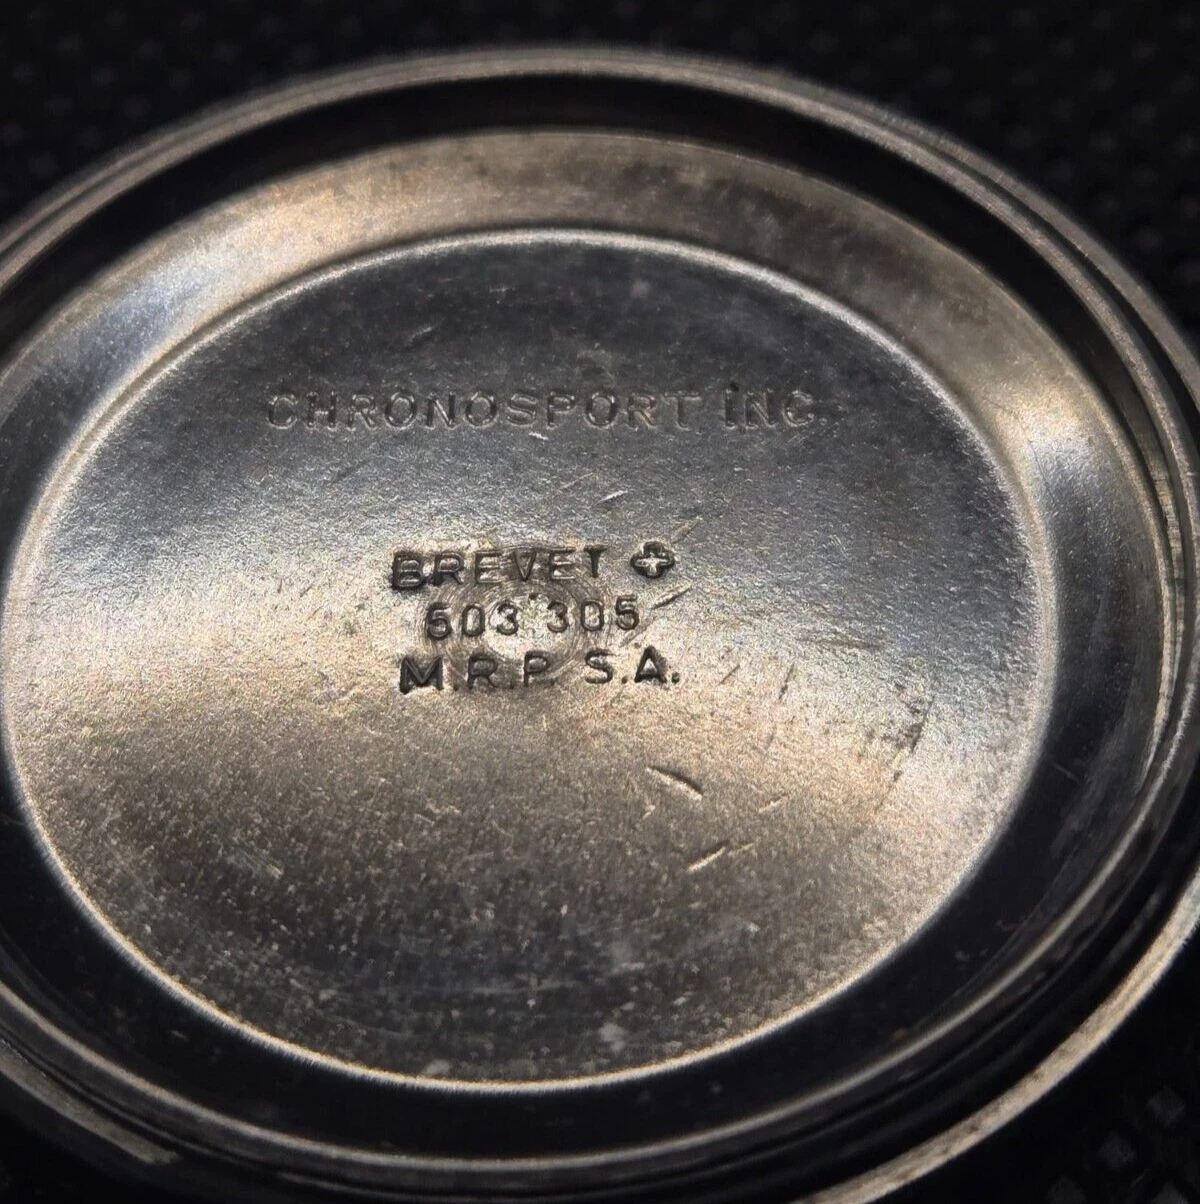 CHRONOSPORT INC
BREVET ✚
503'305
M.R.P. S.A.